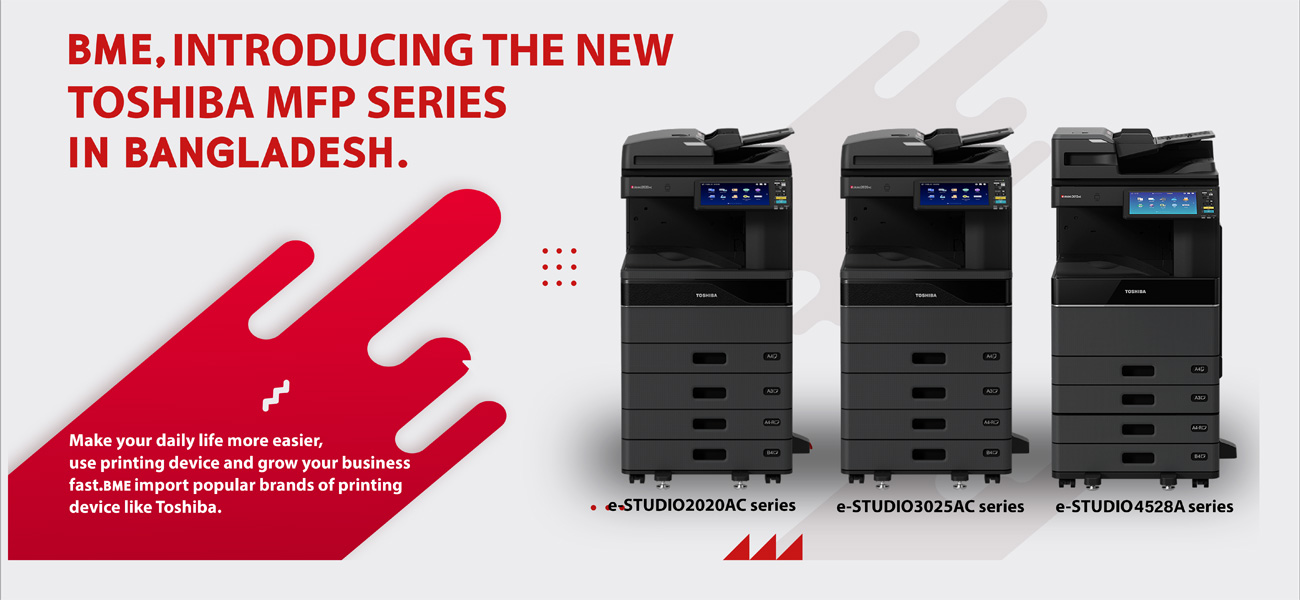 BME, INTRODUCING THE NEW
TOSHIBA MFP SERIES
IN BANGLADESH.
Make your daily life more easier,
use printing device and grow your business
fast.BME import popular brands of printing
device like Toshiba.
TOSHIBA
TOSHIBA
TOSHIBA
e-STUDIO2020AC series
e-STUDIO3025AC series
e-STUDIO4528A series